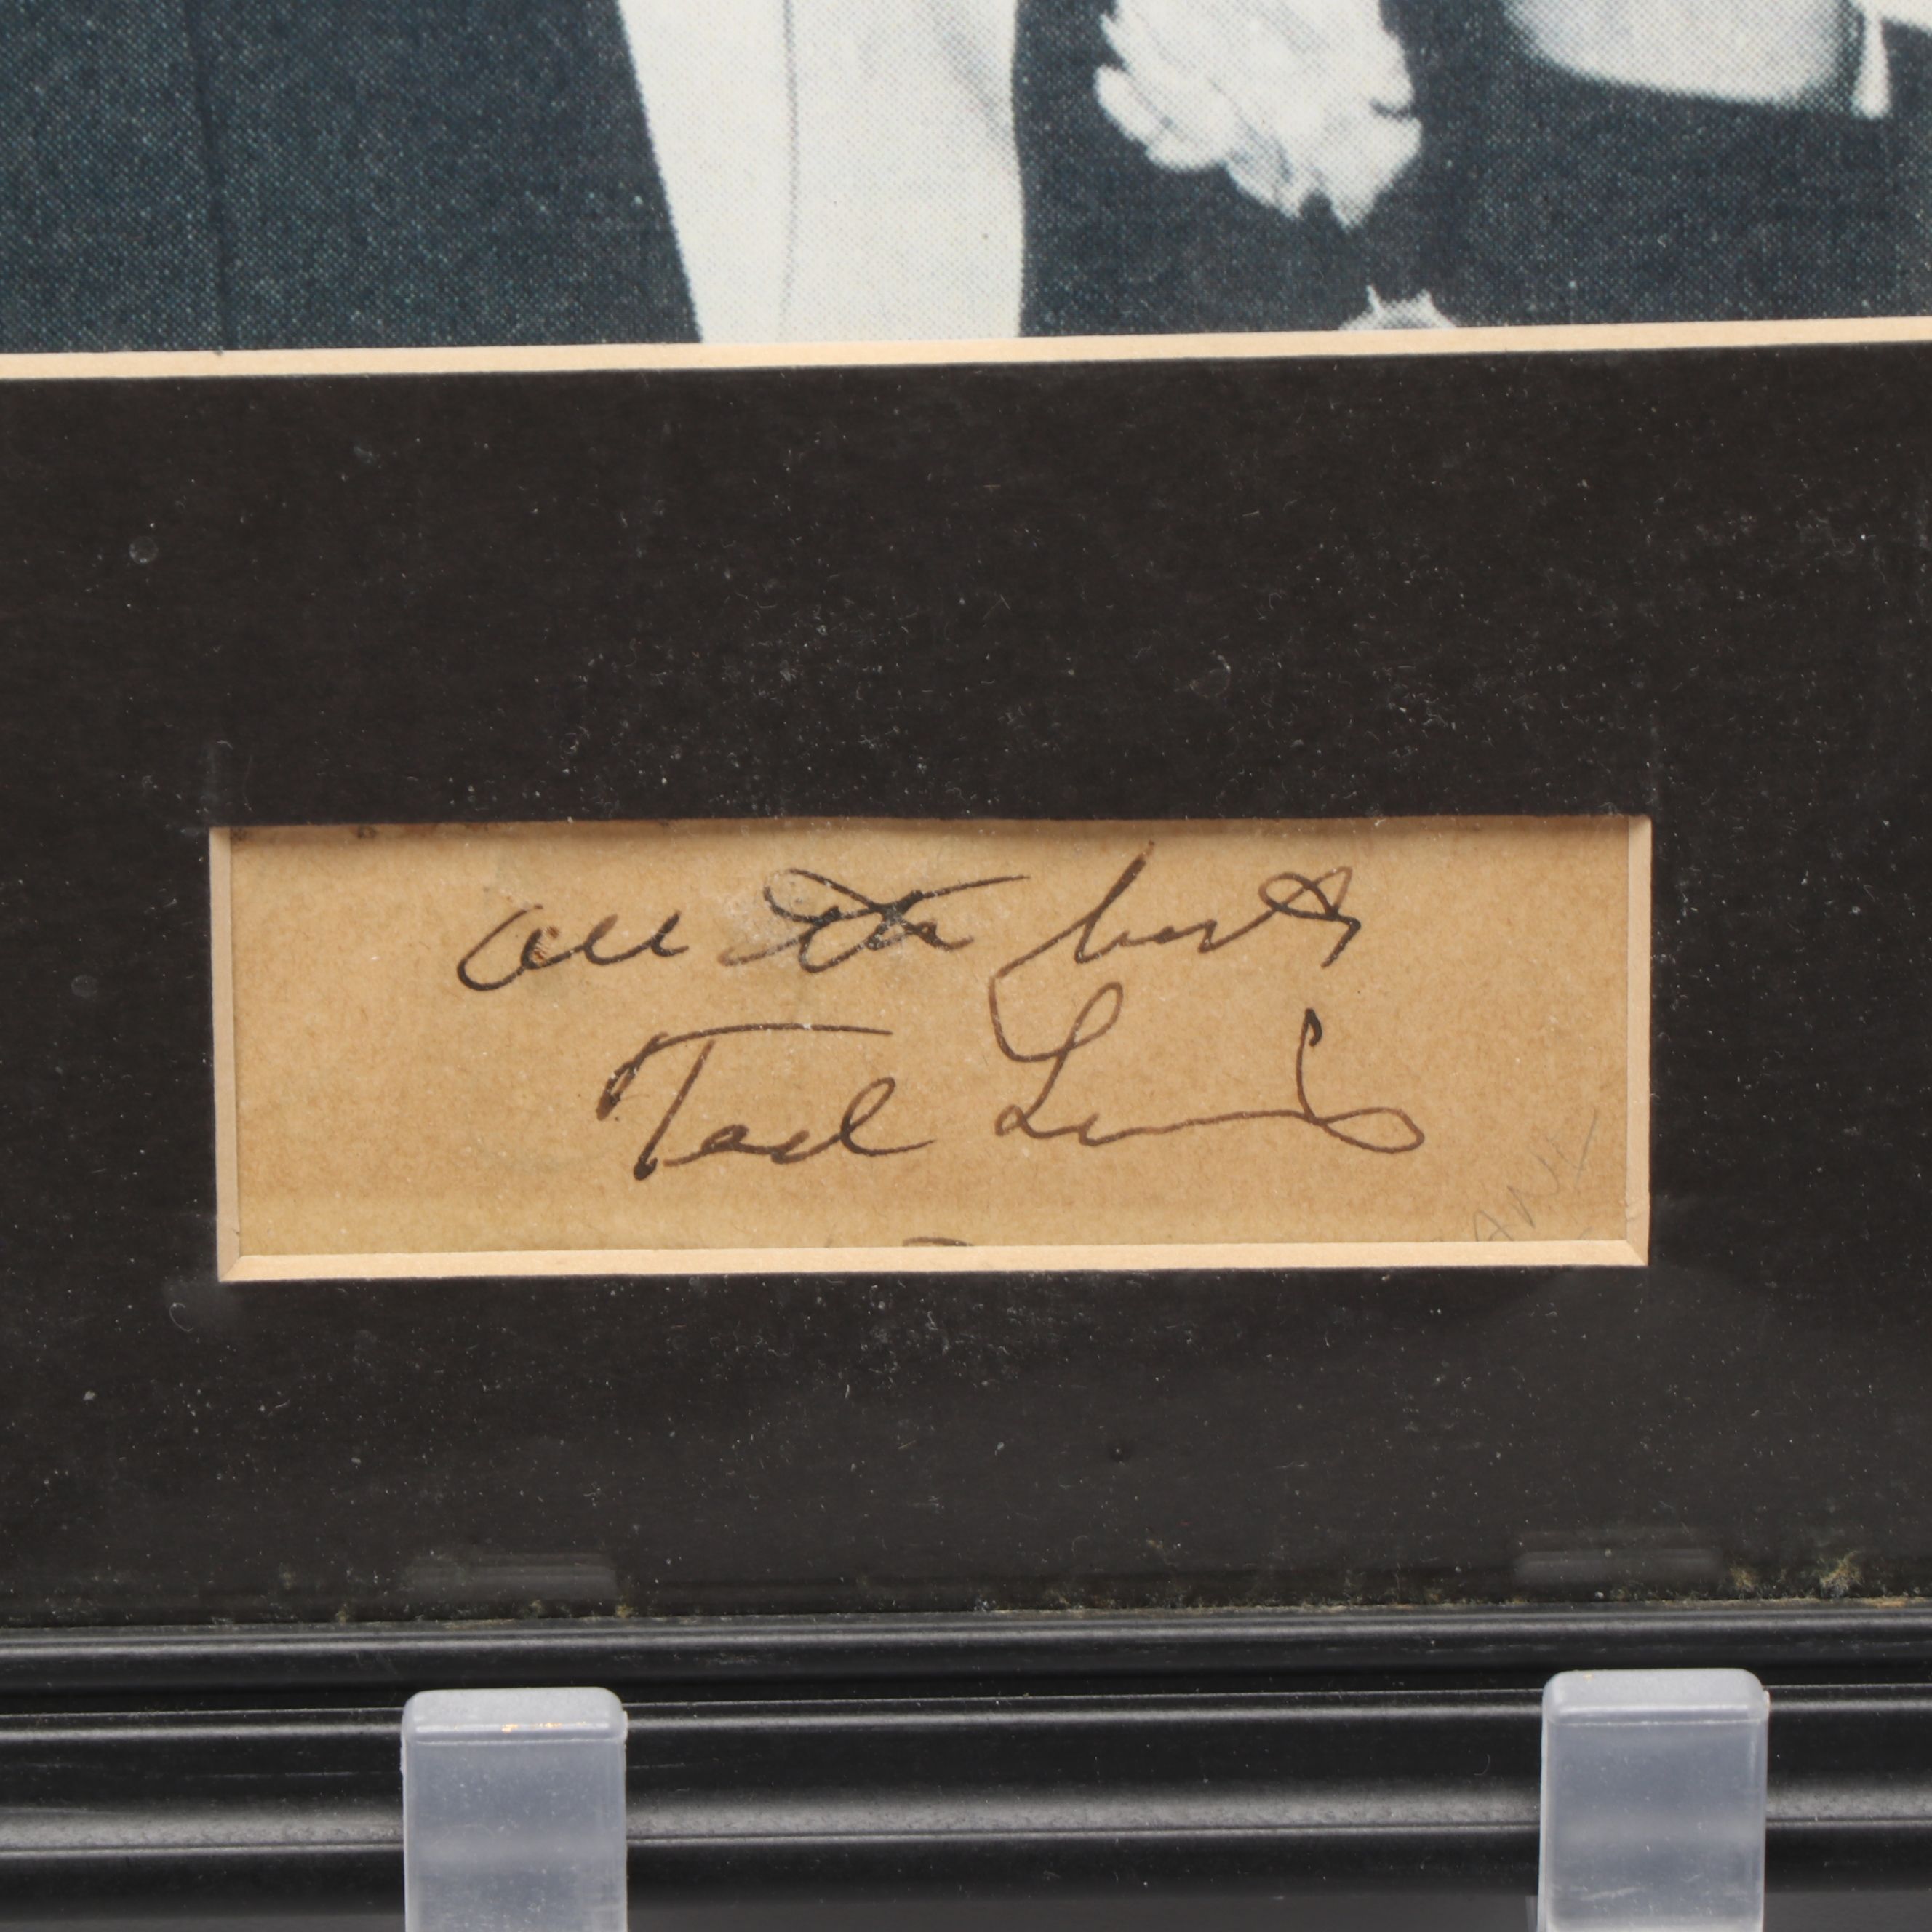 all the best
Ted Lewis